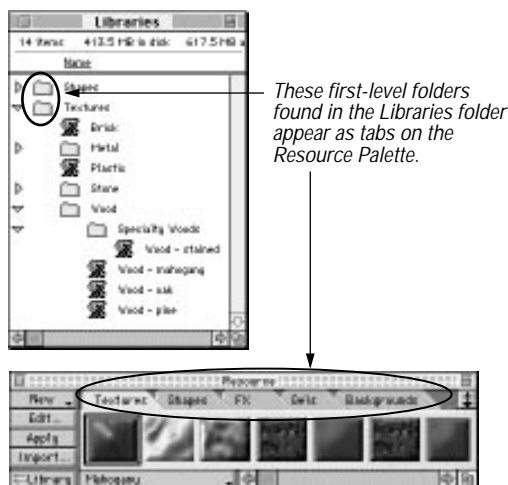 Libraries
14 items 413.5 MB in disk 617.5 MB a
Name
Shapes
Textures
Brick
Metal
Plastic
Stone
Wood
Specialty Woods
Wood - stained
Wood - mahogany
Wood - oak
Wood - pine
These first-level folders
found in the Libraries folder
appear as tabs on the
Resource Palette.
Resource
New Textures Shapes FX Gels Backgrounds
Edit...
Apply
Import...
Library Mahogany